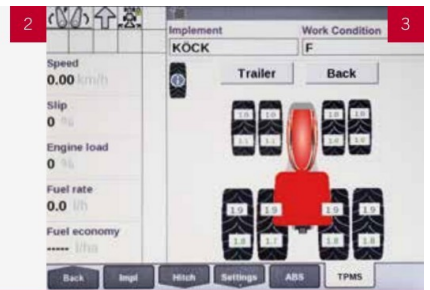 2
3
Implement
Work Condition
KÖCK
F
Speed
0.00 km/h
Trailer
Back
Slip
0 %
Engine load
0 %
Fuel rate
0.0 l/h
Fuel economy
----- l/ha
1.9 1.9 1.9 1.9
1.8 1.7 1.8 1.8
Back
Impl
Hitch
Settings
ABS
TPMS